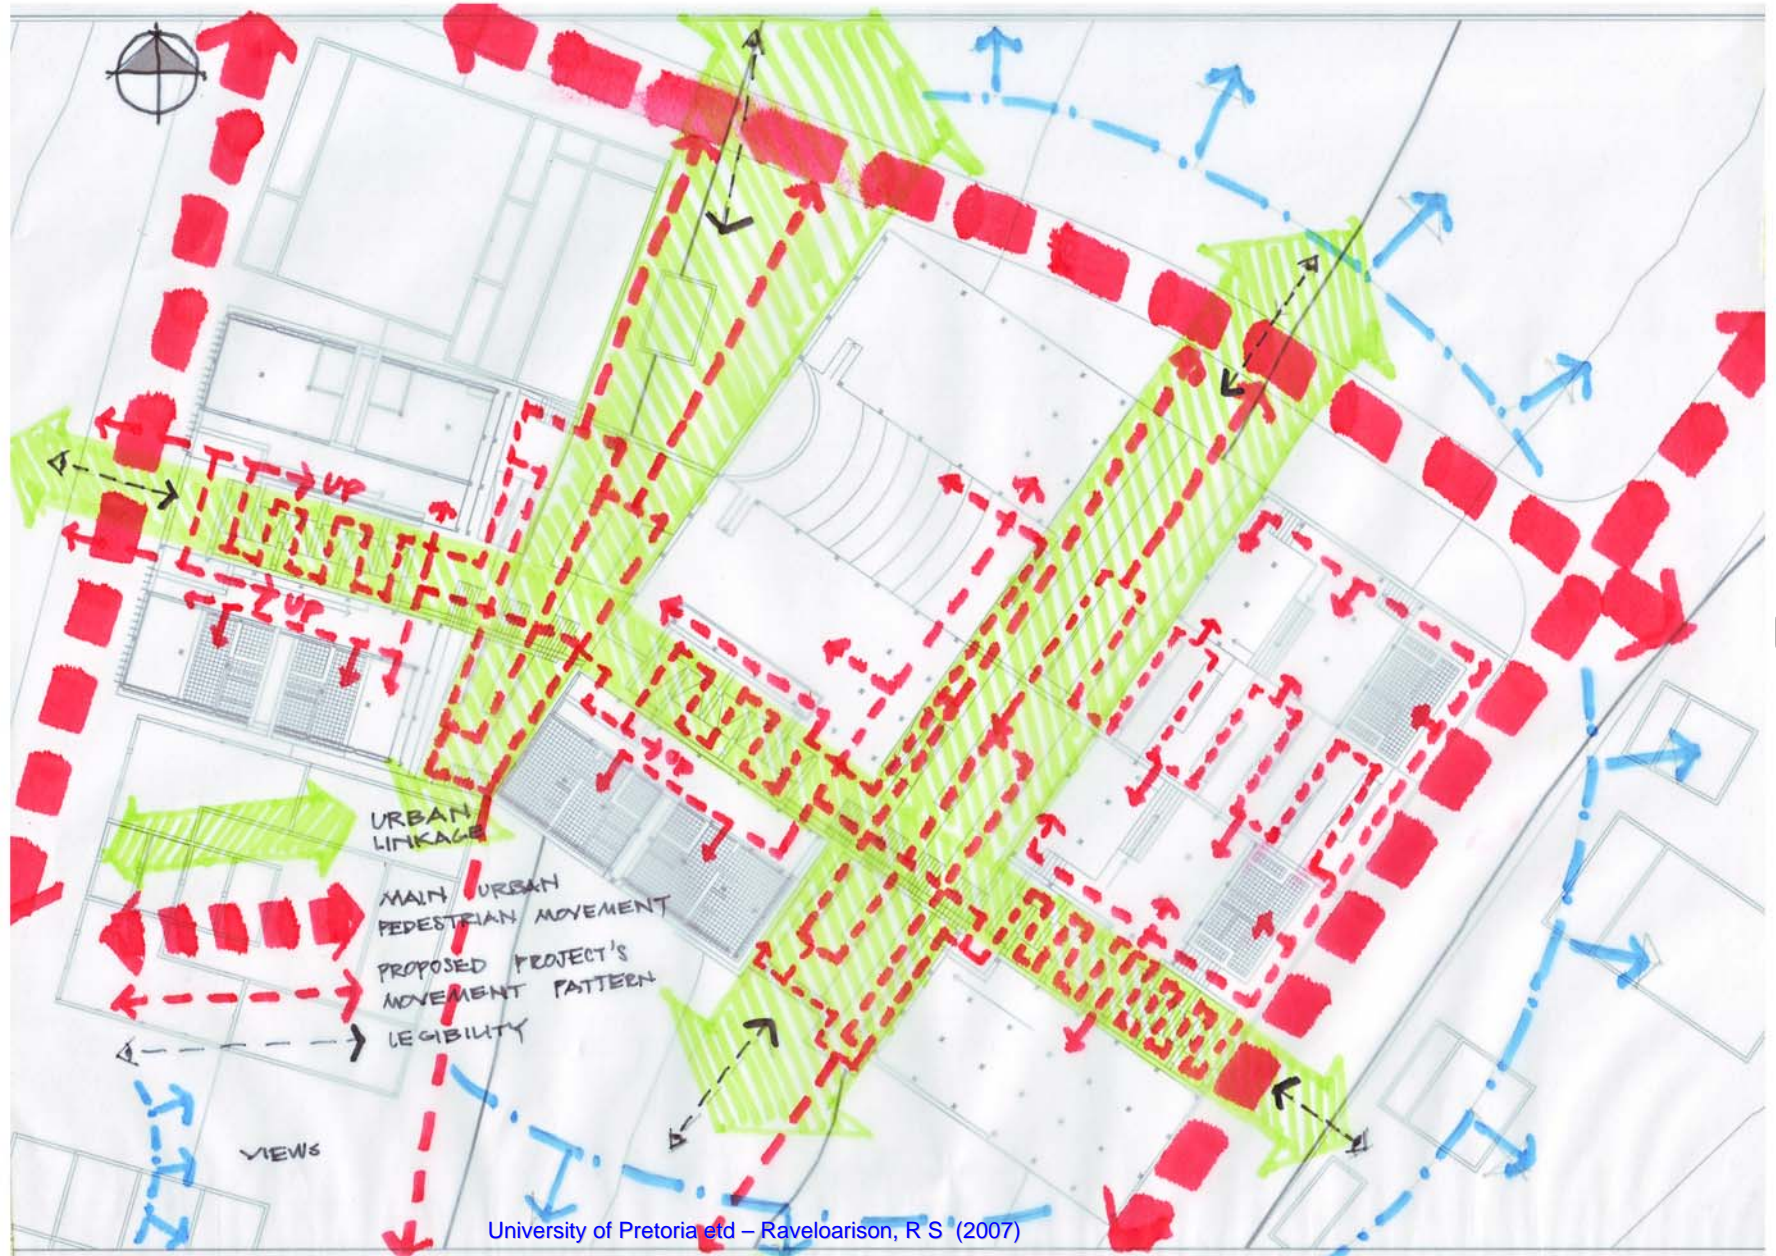 UP
UP
UP
URBAN
LINKAGE
MAIN URBAN
PEDESTRIAN MOVEMENT
PROPOSED PROJECT'S
MOVEMENT PATTERN
LEGIBILITY
VIEWS
University of Pretoria etd – Raveloarison, R S (2007)